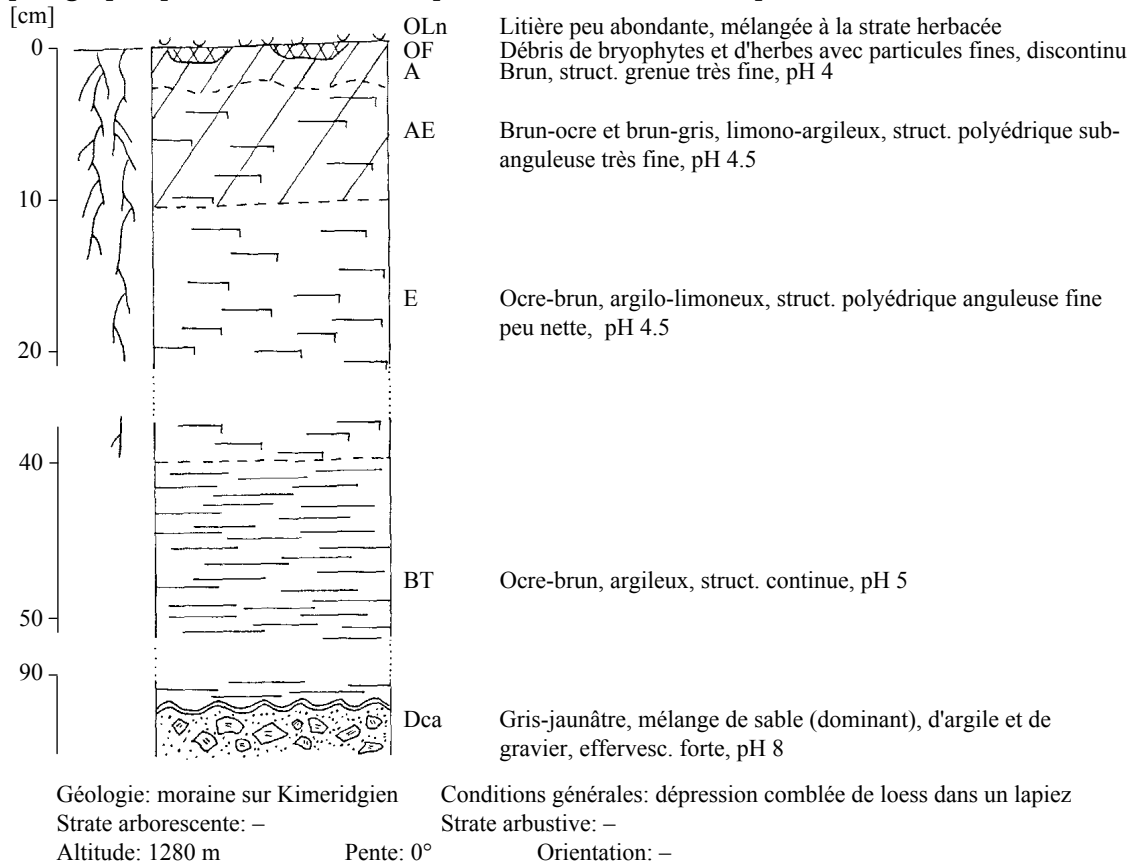 [cm]
OLn Litière peu abondante, mélangée à la strate herbacée
0 OF Débris de bryophytes et d'herbes avec particules fines, discontinu
A Brun, struct. grenue très fine, pH 4
AE Brun-ocre et brun-gris, limono-argileux, struct. polyédrique sub-
anguleuse très fine, pH 4.5
10
E Ocre-brun, argilo-limoneux, struct. polyédrique anguleuse fine
peu nette, pH 4.5
20
40
BT Ocre-brun, argileux, struct. continue, pH 5
50
90
Dca Gris-jaunâtre, mélange de sable (dominant), d'argile et de
gravier, effervesc. forte, pH 8
Géologie: moraine sur Kimeridgien Conditions générales: dépression comblée de loess dans un lapiez
Strate arborescente: – Strate arbustive: –
Altitude: 1280 m Pente: 0° Orientation: –